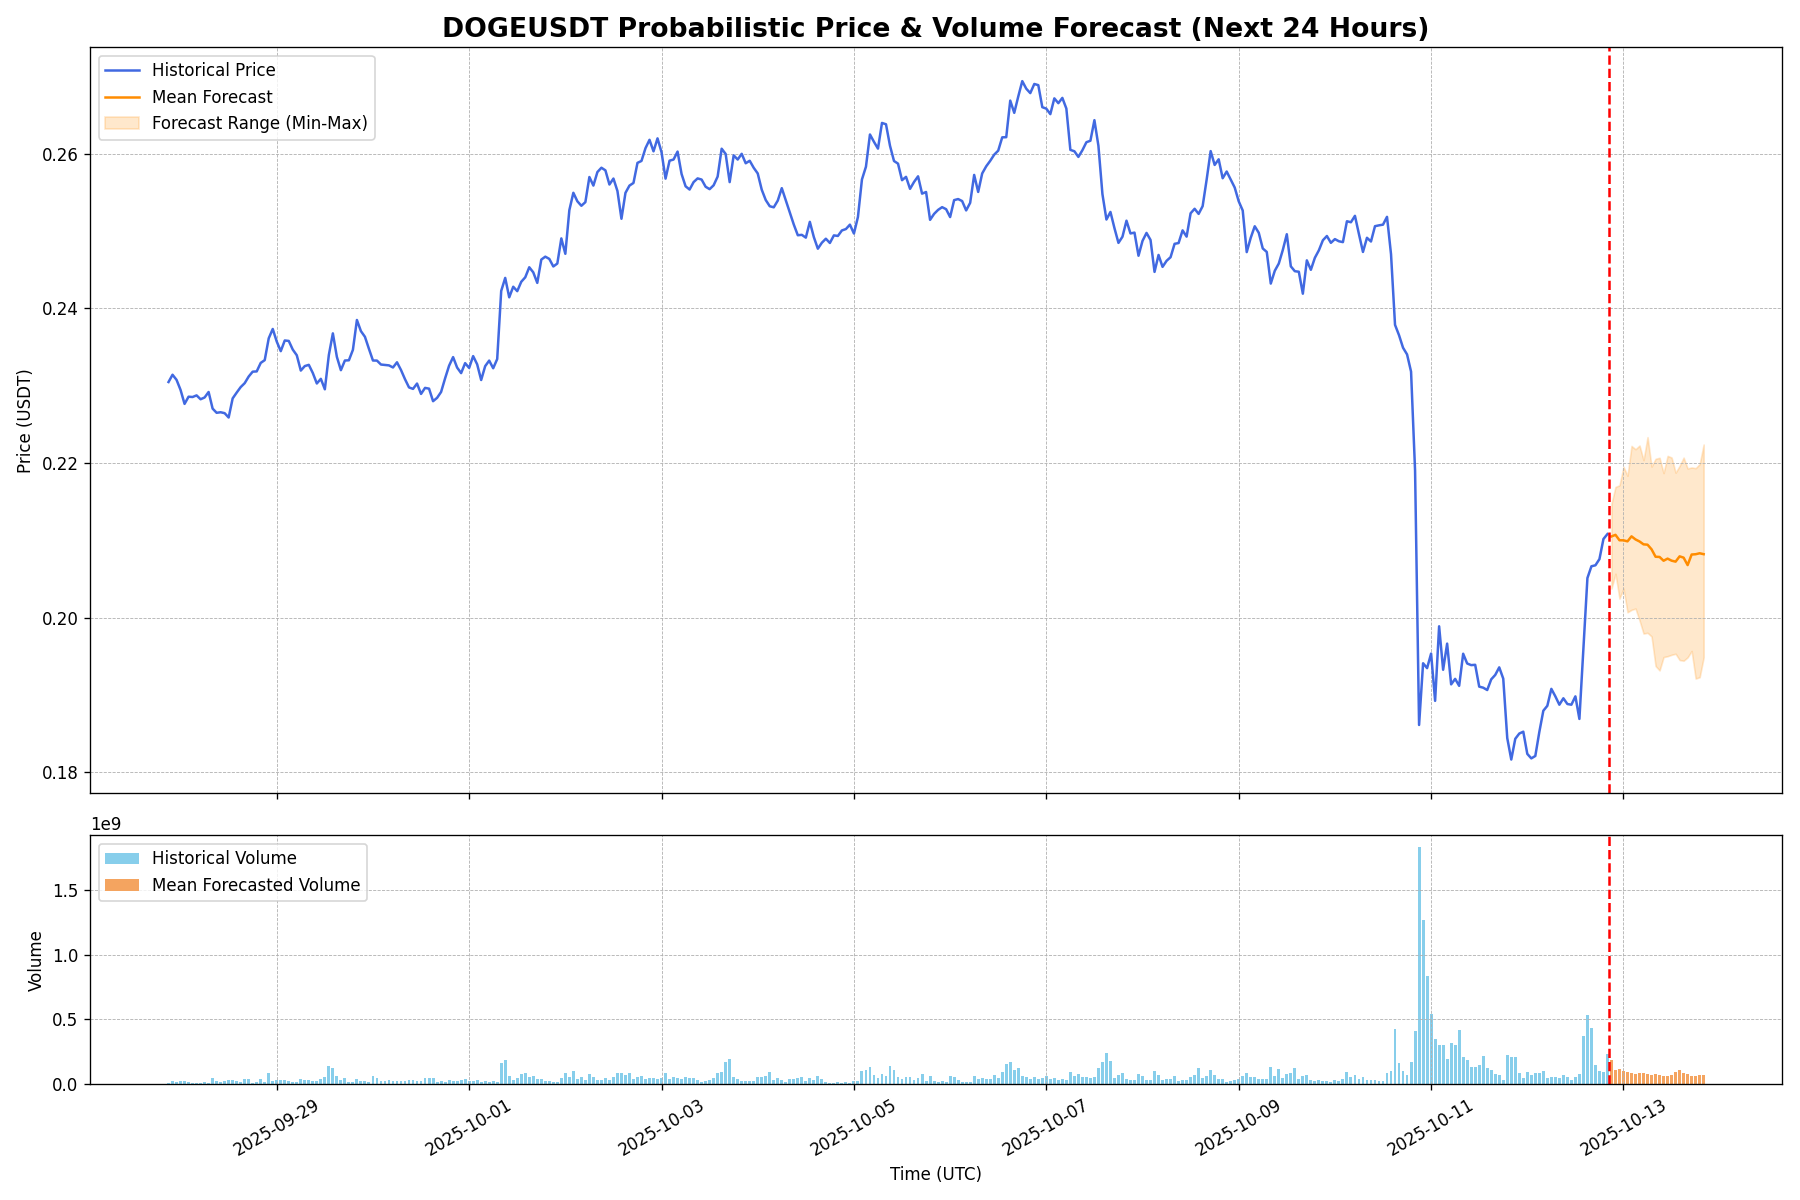 DOGEUSDT Probabilistic Price & Volume Forecast (Next 24 Hours)
Historical Price
Mean Forecast
Forecast Range (Min-Max)
Price (USDT)
0.26
0.24
0.22
0.20
0.18
1e9
Historical Volume
Mean Forecasted Volume
Volume
1.5
1.0
0.5
0.0
2025-09-29
2025-10-01
2025-10-03
2025-10-05
2025-10-07
2025-10-09
2025-10-11
2025-10-13
Time (UTC)